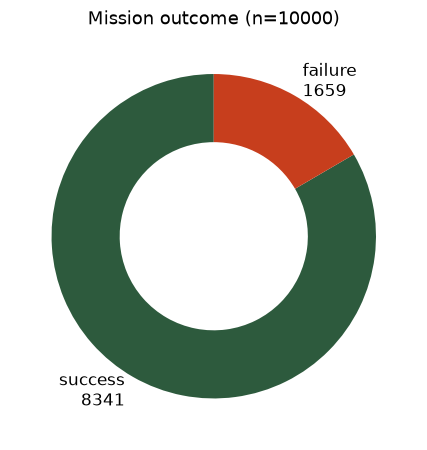 Mission outcome (n=10000)
failure
1659
success
8341